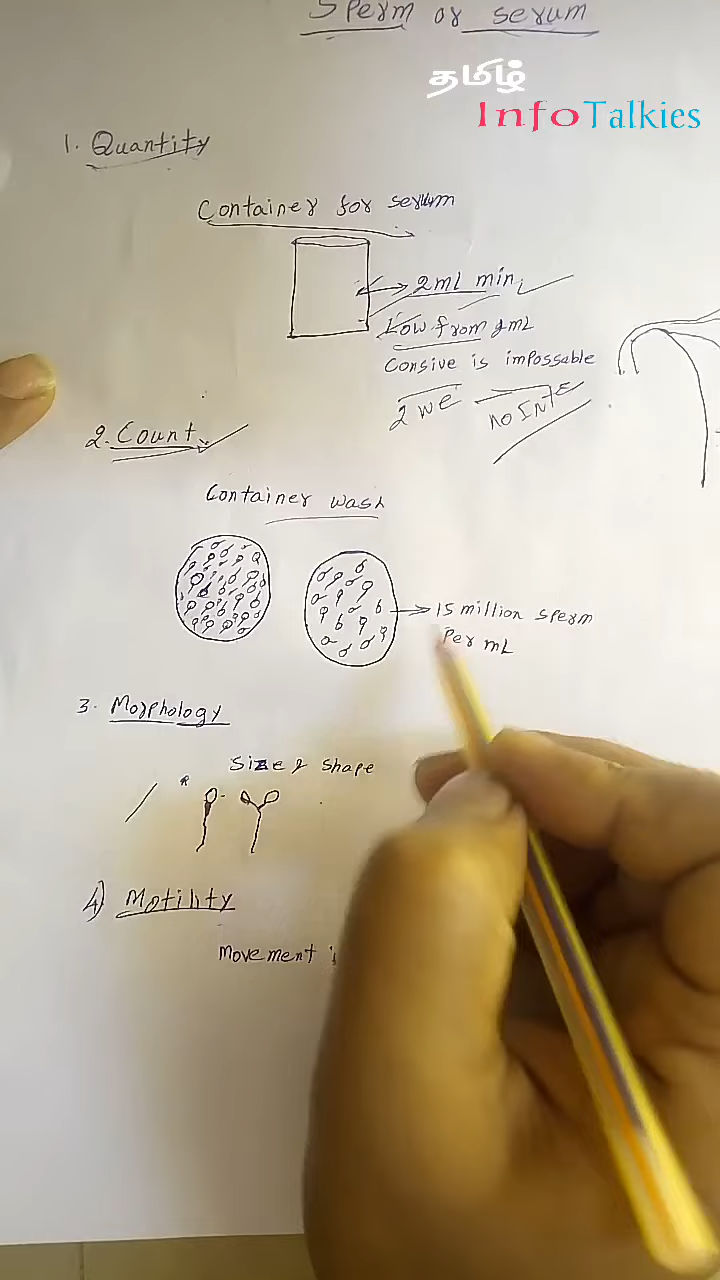 Sperm or serum
தமிழ்
InfoTalkies
1. Quantity
Container for serum
2mL min
Low from 2mL
Consive is impossable
2 we
no Inte
2. Count
Container wash
15 million sperm
Per mL
3. Morphology
Size & shape
4) Motility
Movement